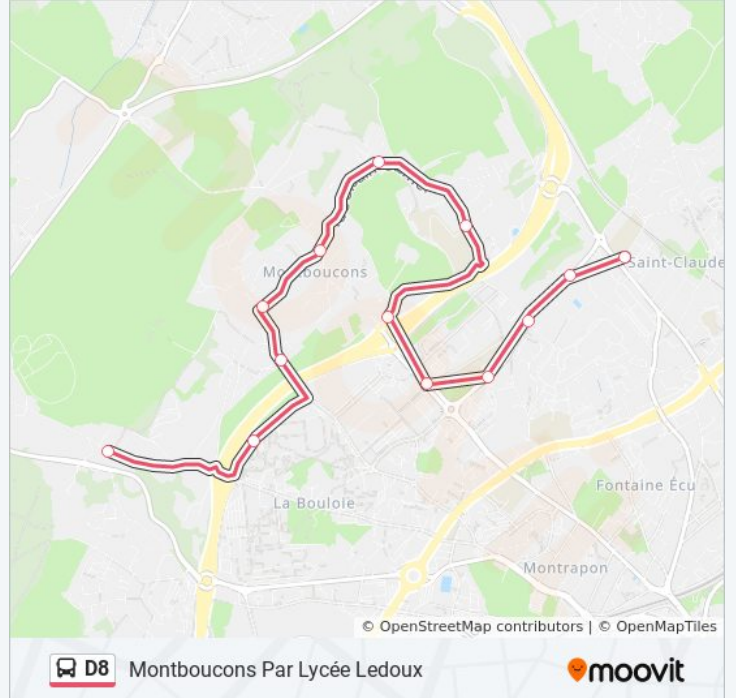 Montboucons
Saint-Claude
La Bouloie
Fontaine Écu
Montrapon
© OpenStreetMap contributors | © OpenMapTiles
D8 Montboucons Par Lycée Ledoux
moovit